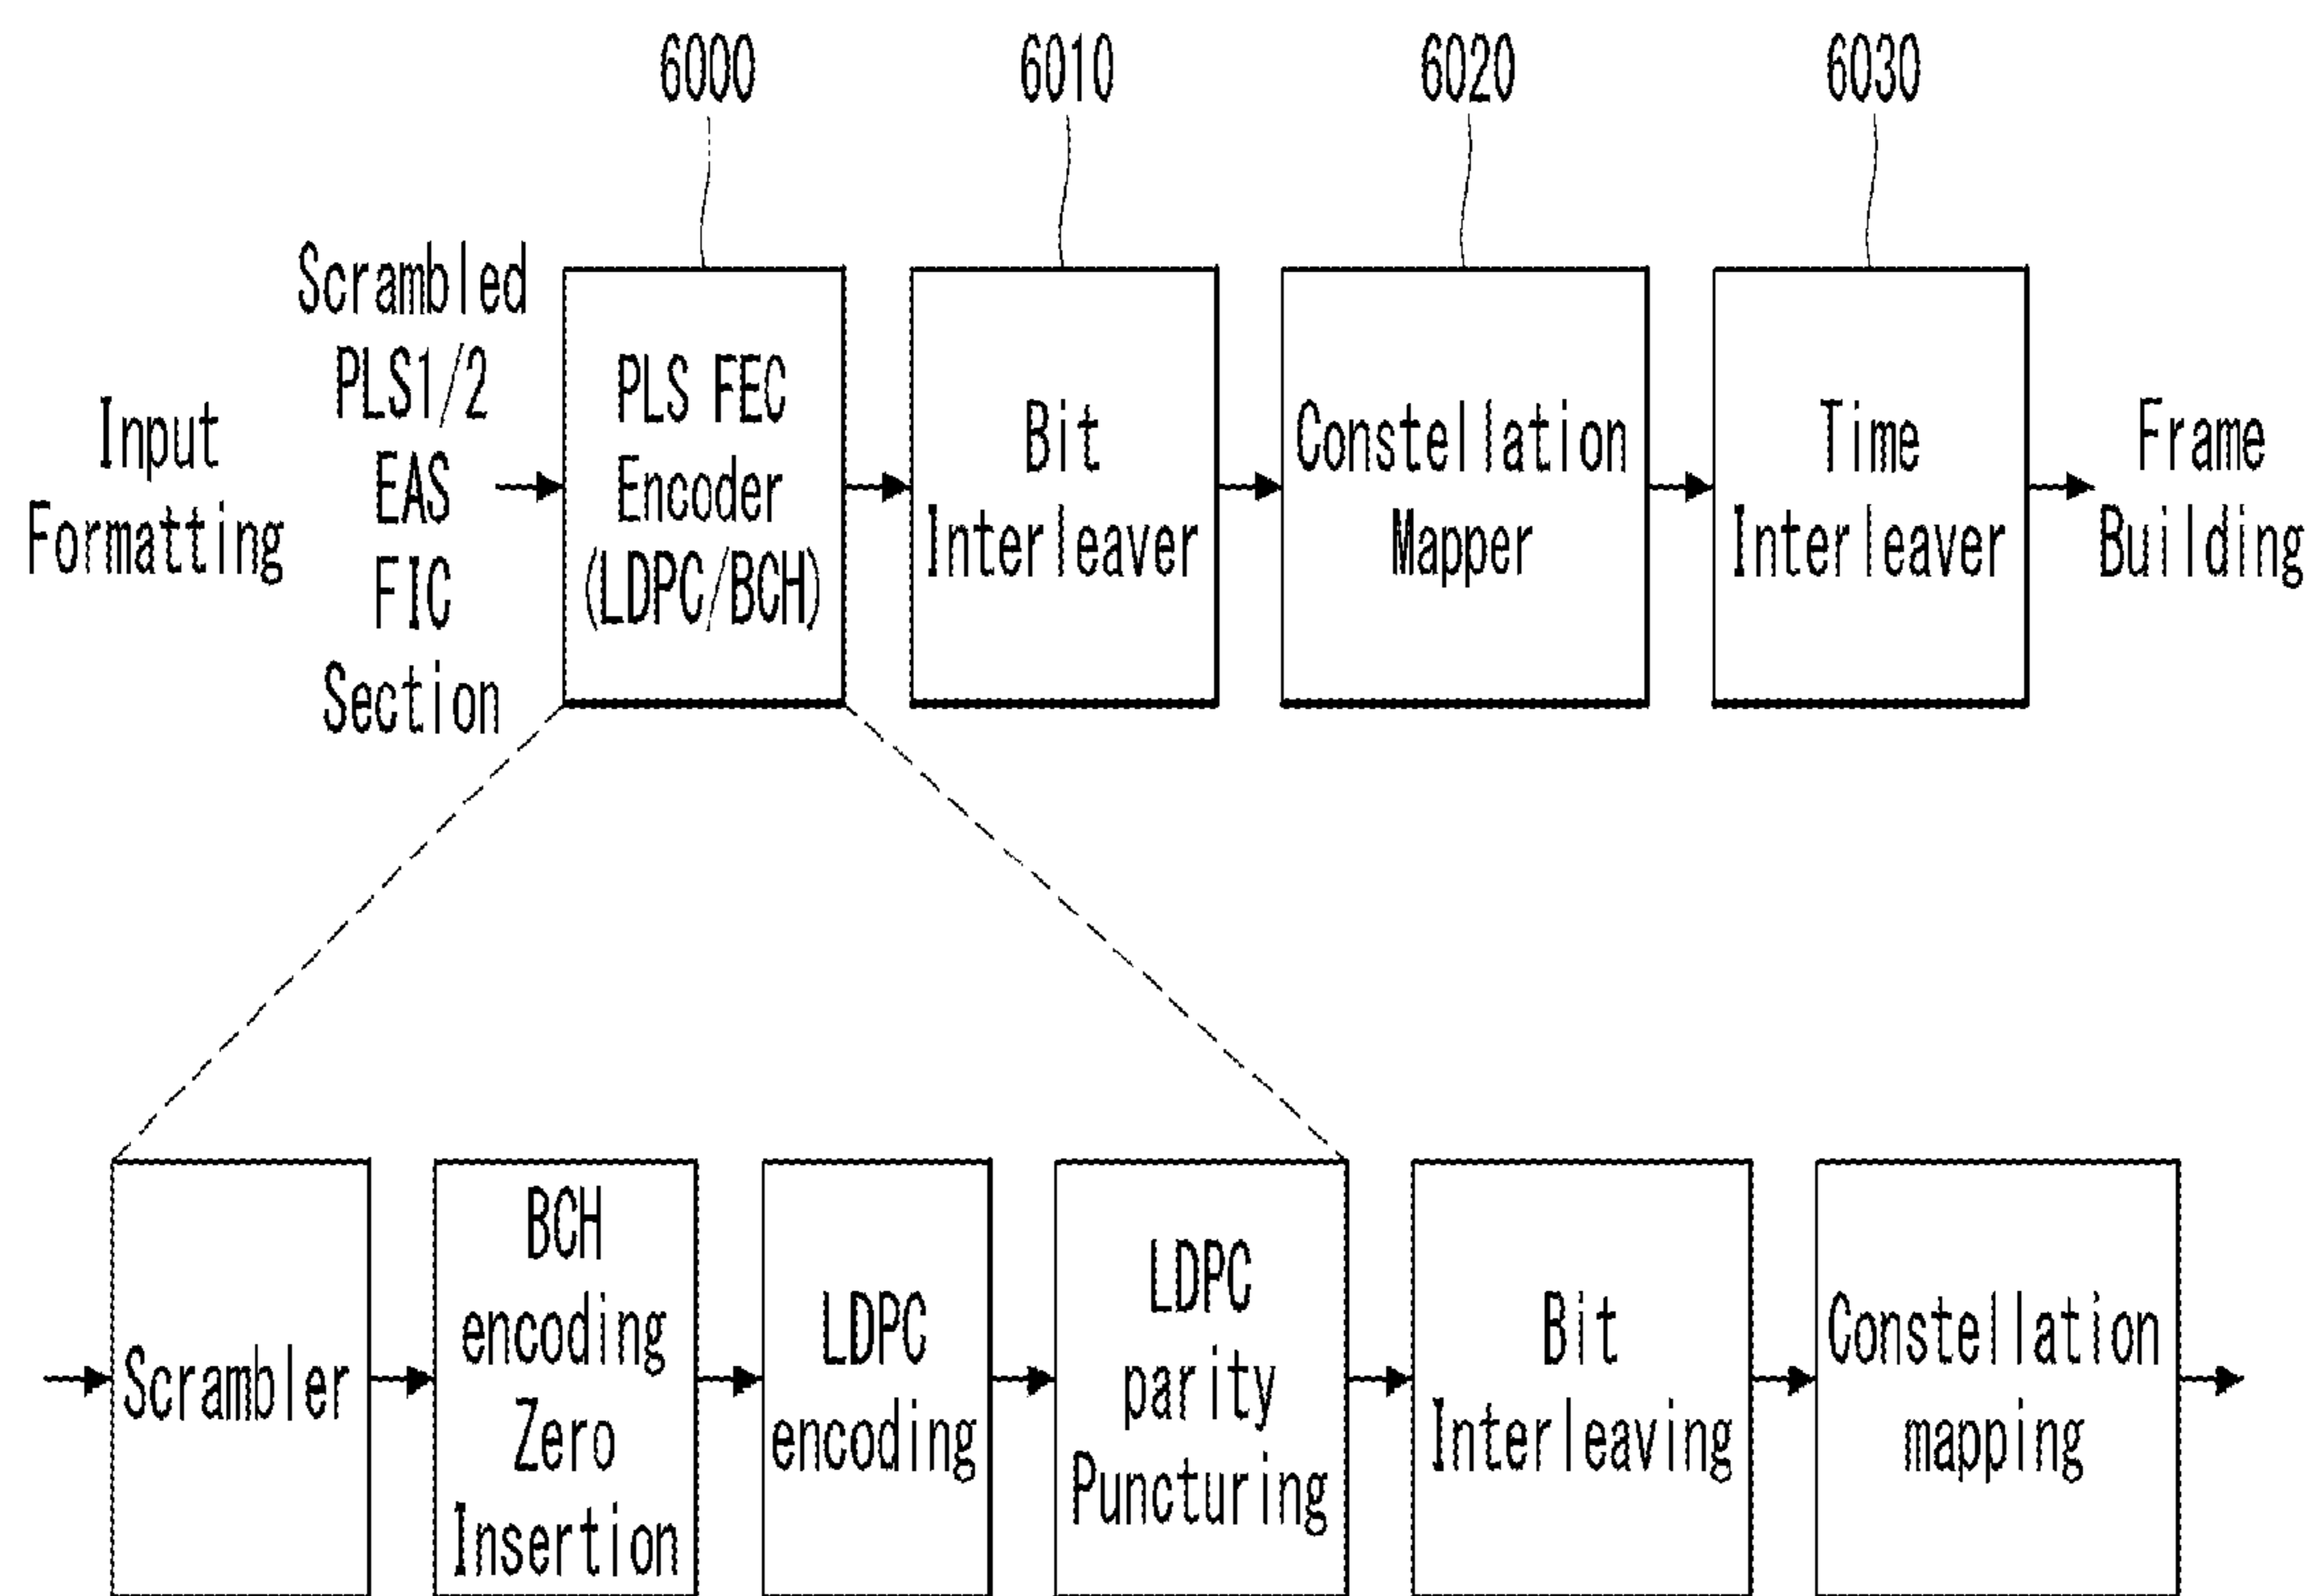 6000
6010
6020
6030
Input
Formatting
Scrambled
PLS1/2
EAS
FIC
Section
PLS FEC
Encoder
(LDPC/BCH)
Bit
Interleaver
Constellation
Mapper
Time
Interleaver
Frame
Building
Scrambler
BCH
encoding
Zero
Insertion
LDPC
encoding
LDPC
parity
Puncturing
Bit
Interleaving
Constellation
mapping